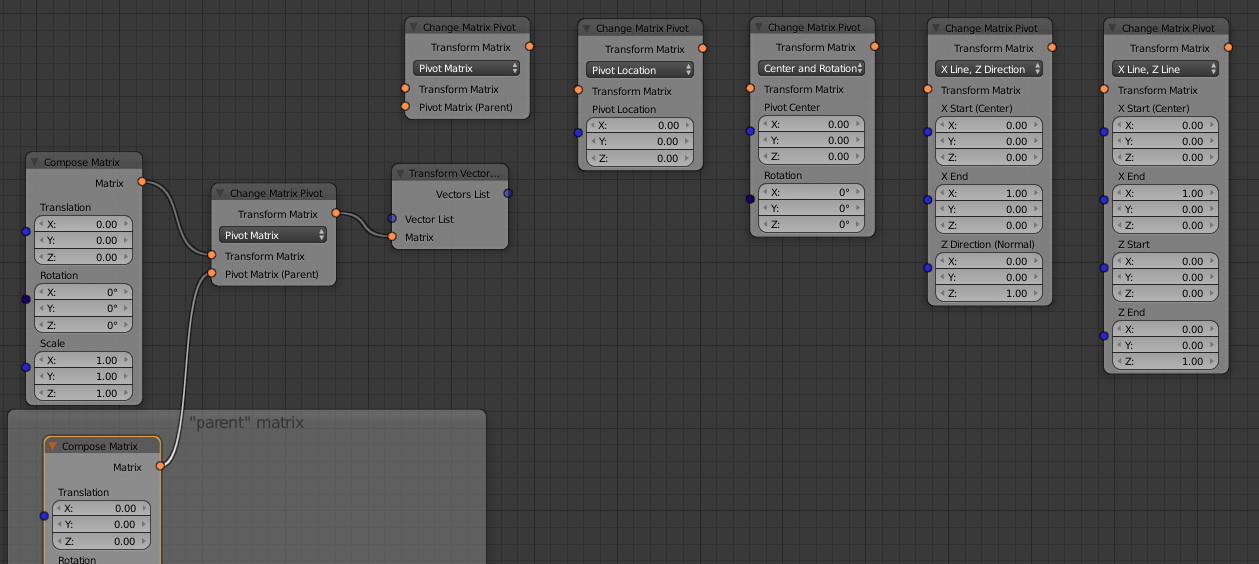 Change Matrix Pivot
Transform Matrix
Pivot Matrix
Transform Matrix
Pivot Matrix (Parent)
Change Matrix Pivot
Transform Matrix
Pivot Location
Transform Matrix
Pivot Location
X: 0.00
Y: 0.00
Z: 0.00
Change Matrix Pivot
Transform Matrix
Center and Rotation
Transform Matrix
Pivot Center
X: 0.00
Y: 0.00
Z: 0.00
Rotation
X: 0°
Y: 0°
Z: 0°
Change Matrix Pivot
Transform Matrix
X Line, Z Direction
Transform Matrix
X Start (Center)
X: 0.00
Y: 0.00
Z: 0.00
X End
X: 1.00
Y: 0.00
Z: 0.00
Z Direction (Normal)
X: 0.00
Y: 0.00
Z: 1.00
Change Matrix Pivot
Transform Matrix
X Line, Z Line
Transform Matrix
X Start (Center)
X: 0.00
Y: 0.00
Z: 0.00
X End
X: 1.00
Y: 0.00
Z: 0.00
Z Start
X: 0.00
Y: 0.00
Z: 0.00
Z End
X: 0.00
Y: 0.00
Z: 1.00
Compose Matrix
Matrix
Translation
X: 0.00
Y: 0.00
Z: 0.00
Rotation
X: 0°
Y: 0°
Z: 0°
Scale
X: 1.00
Y: 1.00
Z: 1.00
Change Matrix Pivot
Transform Matrix
Pivot Matrix
Transform Matrix
Pivot Matrix (Parent)
Transform Vector...
Vectors List
Vector List
Matrix
"parent" matrix
Compose Matrix
Matrix
Translation
X: 0.00
Y: 0.00
Z: 0.00
Rotation